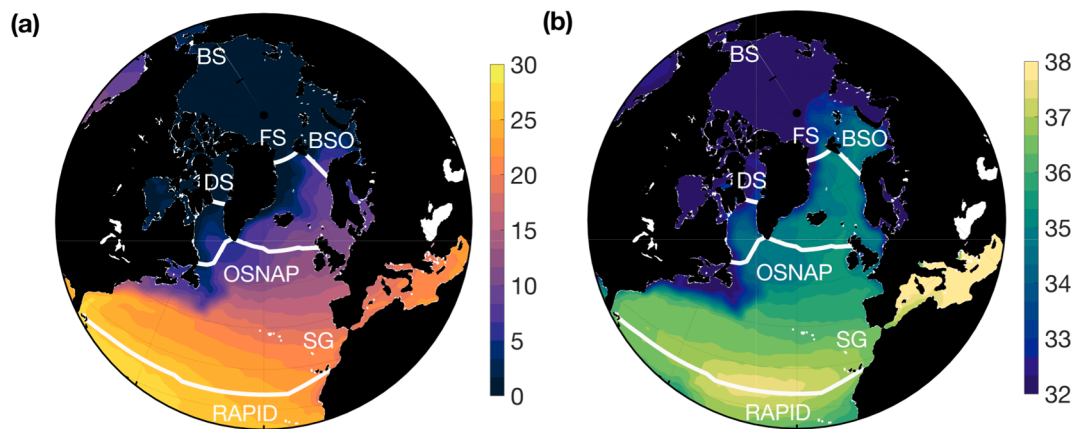 (a)
BS
FS
BSO
DS
OSNAP
SG
RAPID
30
25
20
15
10
5
0
(b)
BS
FS
BSO
DS
OSNAP
SG
RAPID
38
37
36
35
34
33
32